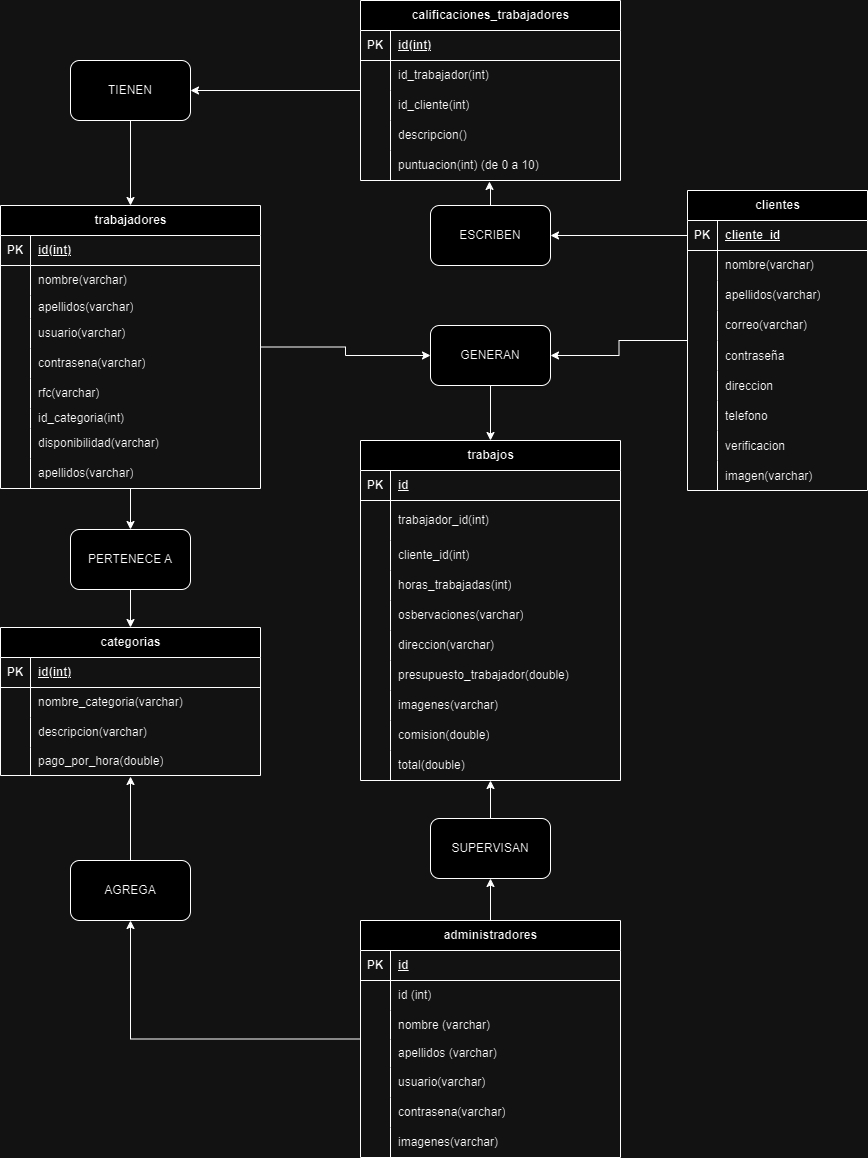 calificaciones_trabajadores
PK id(int)
id_trabajador(int)
id_cliente(int)
descripcion()
puntuacion(int) (de 0 a 10)
TIENEN
ESCRIBEN
clientes
PK cliente_id
nombre(varchar)
apellidos(varchar)
correo(varchar)
contraseña
direccion
telefono
verificacion
imagen(varchar)
trabajadores
PK id(int)
nombre(varchar)
apellidos(varchar)
usuario(varchar)
contrasena(varchar)
rfc(varchar)
id_categoria(int)
disponibilidad(varchar)
apellidos(varchar)
GENERAN
trabajos
PK id
trabajador_id(int)
cliente_id(int)
horas_trabajadas(int)
osbervaciones(varchar)
direccion(varchar)
presupuesto_trabajador(double)
imagenes(varchar)
comision(double)
total(double)
PERTENECE A
categorias
PK id(int)
nombre_categoria(varchar)
descripcion(varchar)
pago_por_hora(double)
AGREGA
SUPERVISAN
administradores
PK id
id (int)
nombre (varchar)
apellidos (varchar)
usuario(varchar)
contrasena(varchar)
imagenes(varchar)